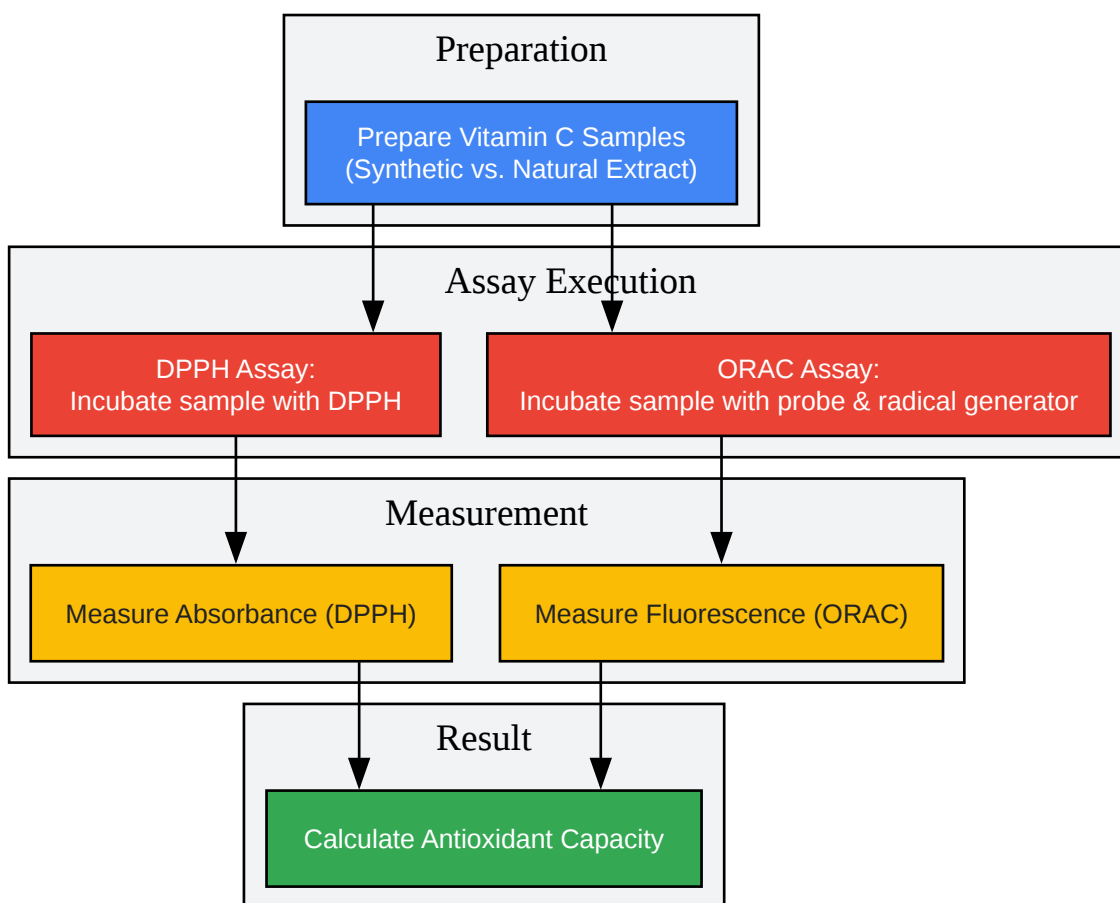 Preparation
Prepare Vitamin C Samples
(Synthetic vs. Natural Extract)
Assay Execution
DPPH Assay:
Incubate sample with DPPH
ORAC Assay:
Incubate sample with probe & radical generator
Measurement
Measure Absorbance (DPPH)
Measure Fluorescence (ORAC)
Result
Calculate Antioxidant Capacity